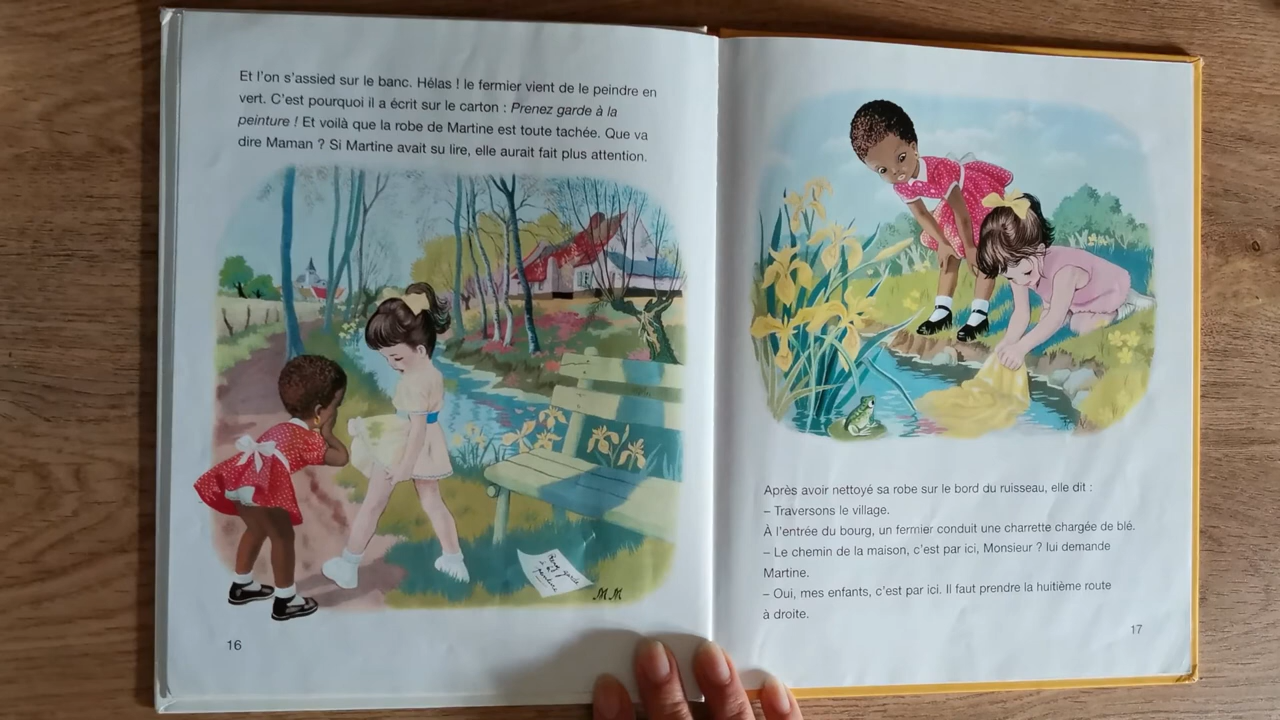 Et l'on s'assied sur le banc. Hélas ! le fermier vient de le peindre en
vert. C'est pourquoi il a écrit sur le carton : Prenez garde à la
peinture ! Et voilà que la robe de Martine est toute tachée. Que va
dire Maman ? Si Martine avait su lire, elle aurait fait plus attention.
Prenez garde
à la
peinture
MM
16
Après avoir nettoyé sa robe sur le bord du ruisseau, elle dit :
– Traversons le village.
À l'entrée du bourg, un fermier conduit une charrette chargée de blé.
– Le chemin de la maison, c'est par ici, Monsieur ? lui demande
Martine.
– Oui, mes enfants, c'est par ici. Il faut prendre la huitième route
à droite.
17